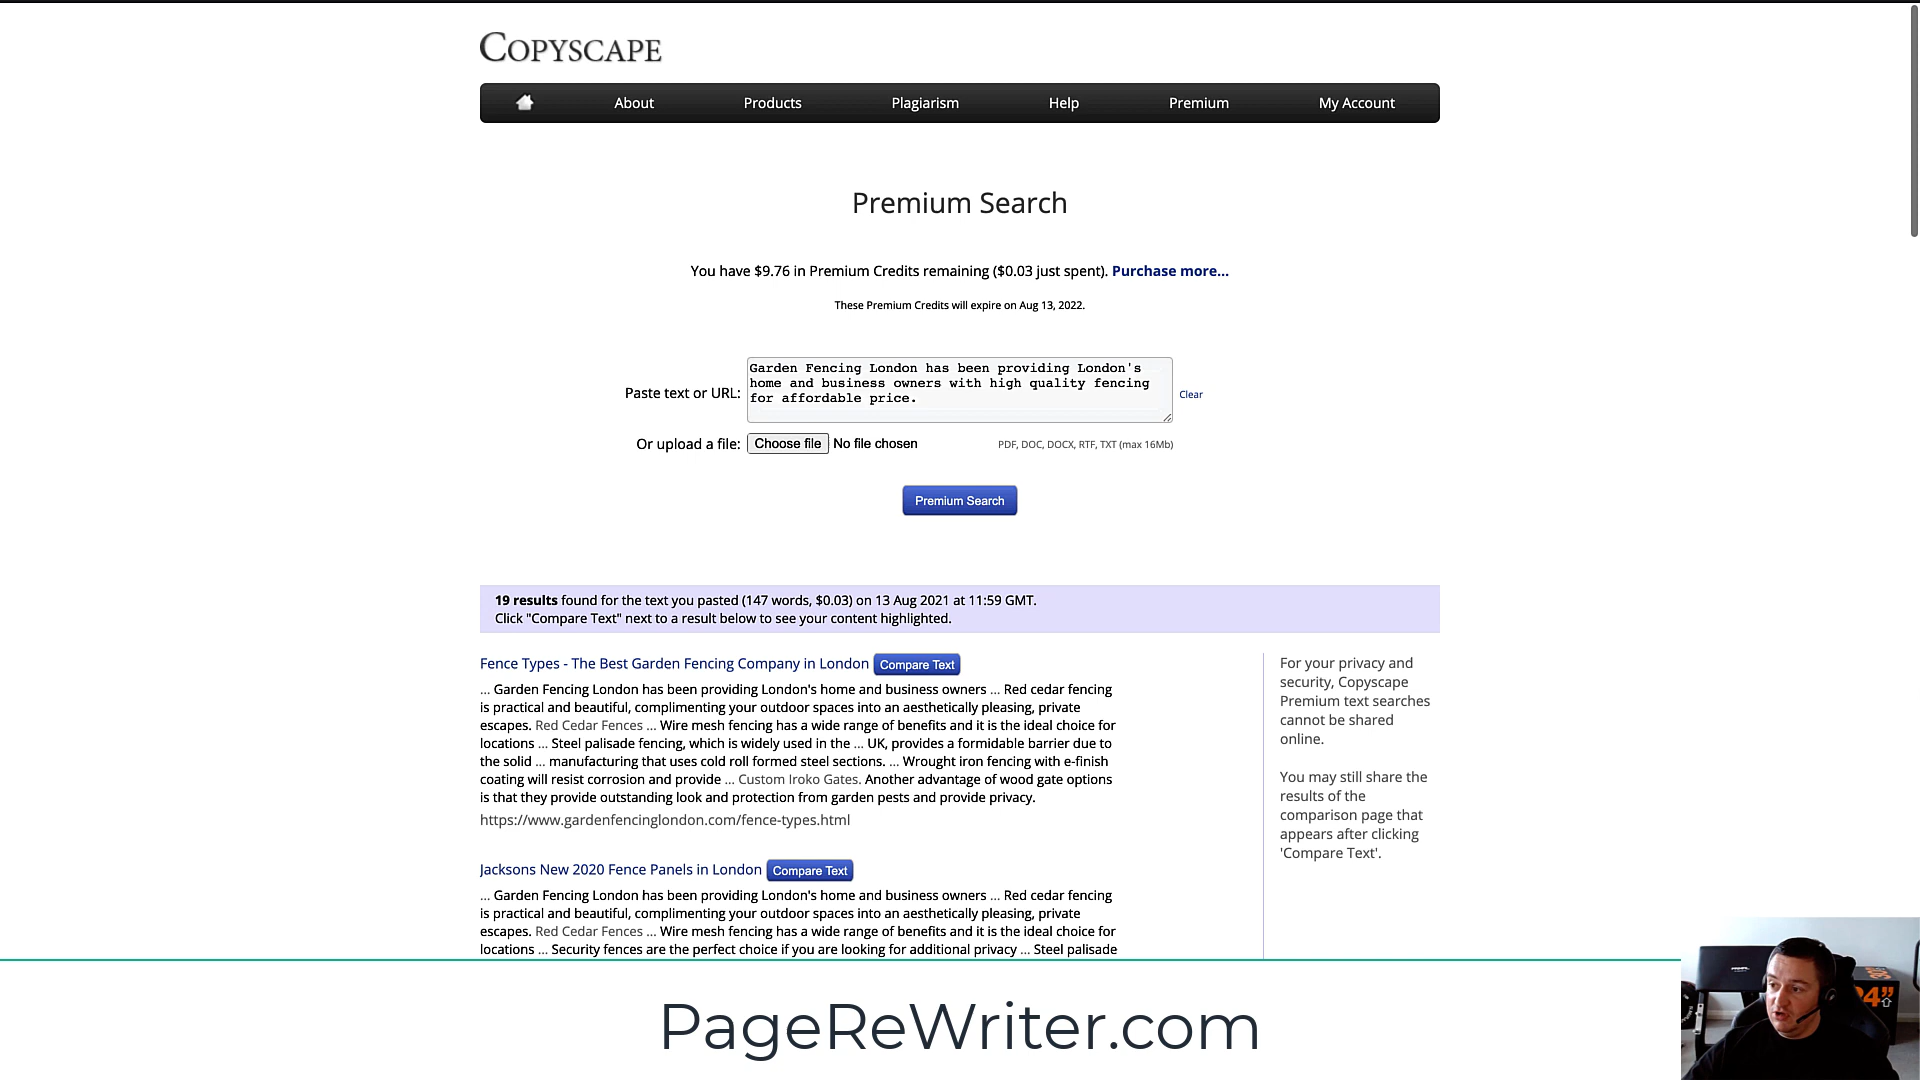 COPYSCAPE
About Products Plagiarism Help Premium My Account
Premium Search
You have $9.76 in Premium Credits remaining ($0.03 just spent). Purchase more...
These Premium Credits will expire on Aug 13, 2022.
Paste text or URL:
Garden Fencing London has been providing London's
home and business owners with high quality fencing
for affordable price.
Clear
Or upload a file: Choose file No file chosen PDF, DOC, DOCX, RTF, TXT (max 16Mb)
Premium Search
19 results found for the text you pasted (147 words, $0.03) on 13 Aug 2021 at 11:59 GMT.
Click "Compare Text" next to a result below to see your content highlighted.
Fence Types - The Best Garden Fencing Company in London Compare Text
... Garden Fencing London has been providing London's home and business owners ... Red cedar fencing
is practical and beautiful, complimenting your outdoor spaces into an aesthetically pleasing, private
escapes. Red Cedar Fences ... Wire mesh fencing has a wide range of benefits and it is the ideal choice for
locations ... Steel palisade fencing, which is widely used in the ... UK, provides a formidable barrier due to
the solid ... manufacturing that uses cold roll formed steel sections. ... Wrought iron fencing with e-finish
coating will resist corrosion and provide ... Custom Iroko Gates. Another advantage of wood gate options
is that they provide outstanding look and protection from garden pests and provide privacy.
https://www.gardenfencinglondon.com/fence-types.html
Jacksons New 2020 Fence Panels in London Compare Text
... Garden Fencing London has been providing London's home and business owners ... Red cedar fencing
is practical and beautiful, complimenting your outdoor spaces into an aesthetically pleasing, private
escapes. Red Cedar Fences ... Wire mesh fencing has a wide range of benefits and it is the ideal choice for
locations ... Security fences are the perfect choice if you are looking for additional privacy ... Steel palisade
For your privacy and
security, Copyscape
Premium text searches
cannot be shared
online.
You may still share the
results of the
comparison page that
appears after clicking
'Compare Text'.
PageReWriter.com